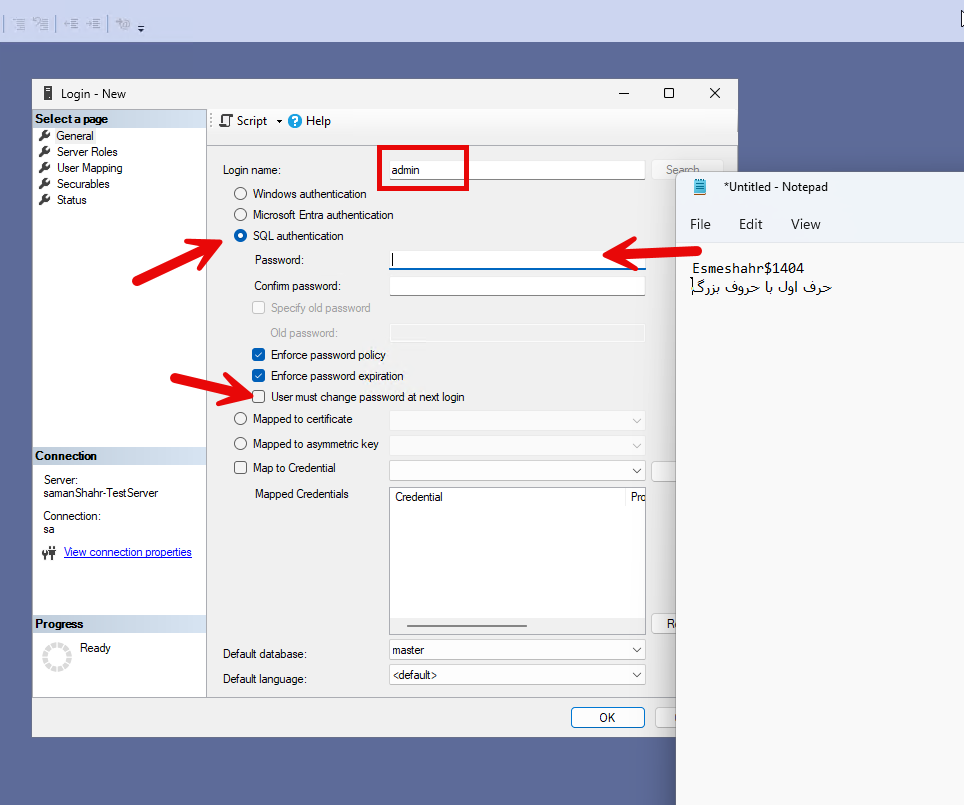 Login - New
Select a page
General
Server Roles
User Mapping
Securables
Status
Script
Help
Login name:
admin
Search...
Windows authentication
Microsoft Entra authentication
SQL authentication
Password:
Confirm password:
Specify old password
Old password:
Enforce password policy
Enforce password expiration
User must change password at next login
Mapped to certificate
Mapped to asymmetric key
Map to Credential
Mapped Credentials
Credential
Pro
Default database:
master
Default language:
<default>
OK
Connection
Server:
samanShahr-TestServer
Connection:
sa
View connection properties
Progress
Ready
*Untitled - Notepad
File Edit View
Esmeshahr$1404
حرف اول با حروف بزرگ